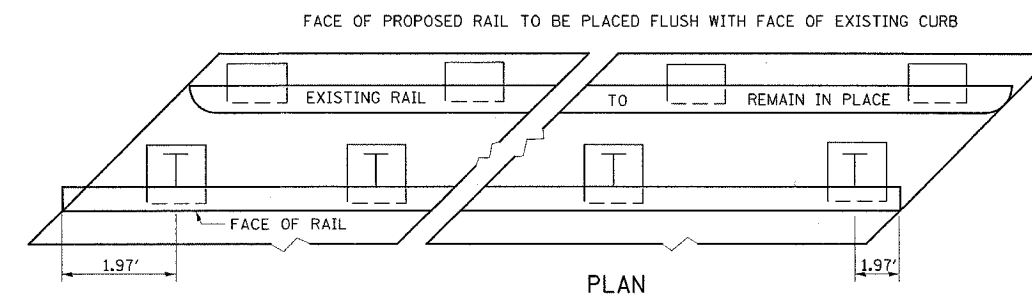 FACE OF PROPOSED RAIL TO BE PLACED FLUSH WITH FACE OF EXISTING CURB
EXISTING RAIL TO REMAIN IN PLACE
FACE OF RAIL
1.97' 1.97'
PLAN